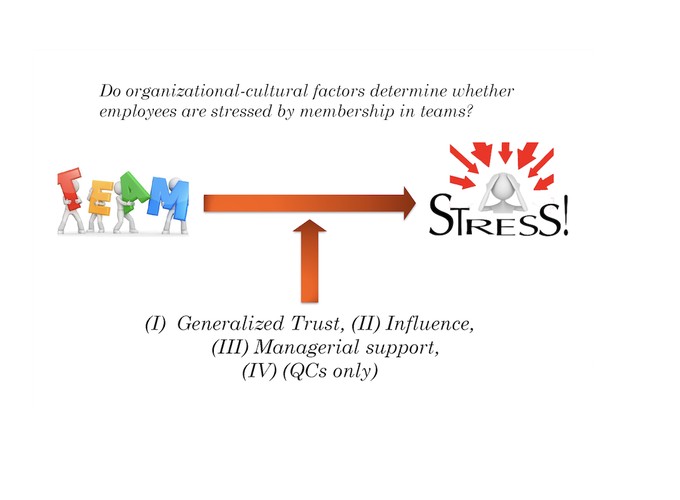 Do organizational-cultural factors determine whether
employees are stressed by membership in teams?
TEAM
STRESS!
(I) Generalized Trust, (II) Influence,
(III) Managerial support,
(IV) (QCs only)